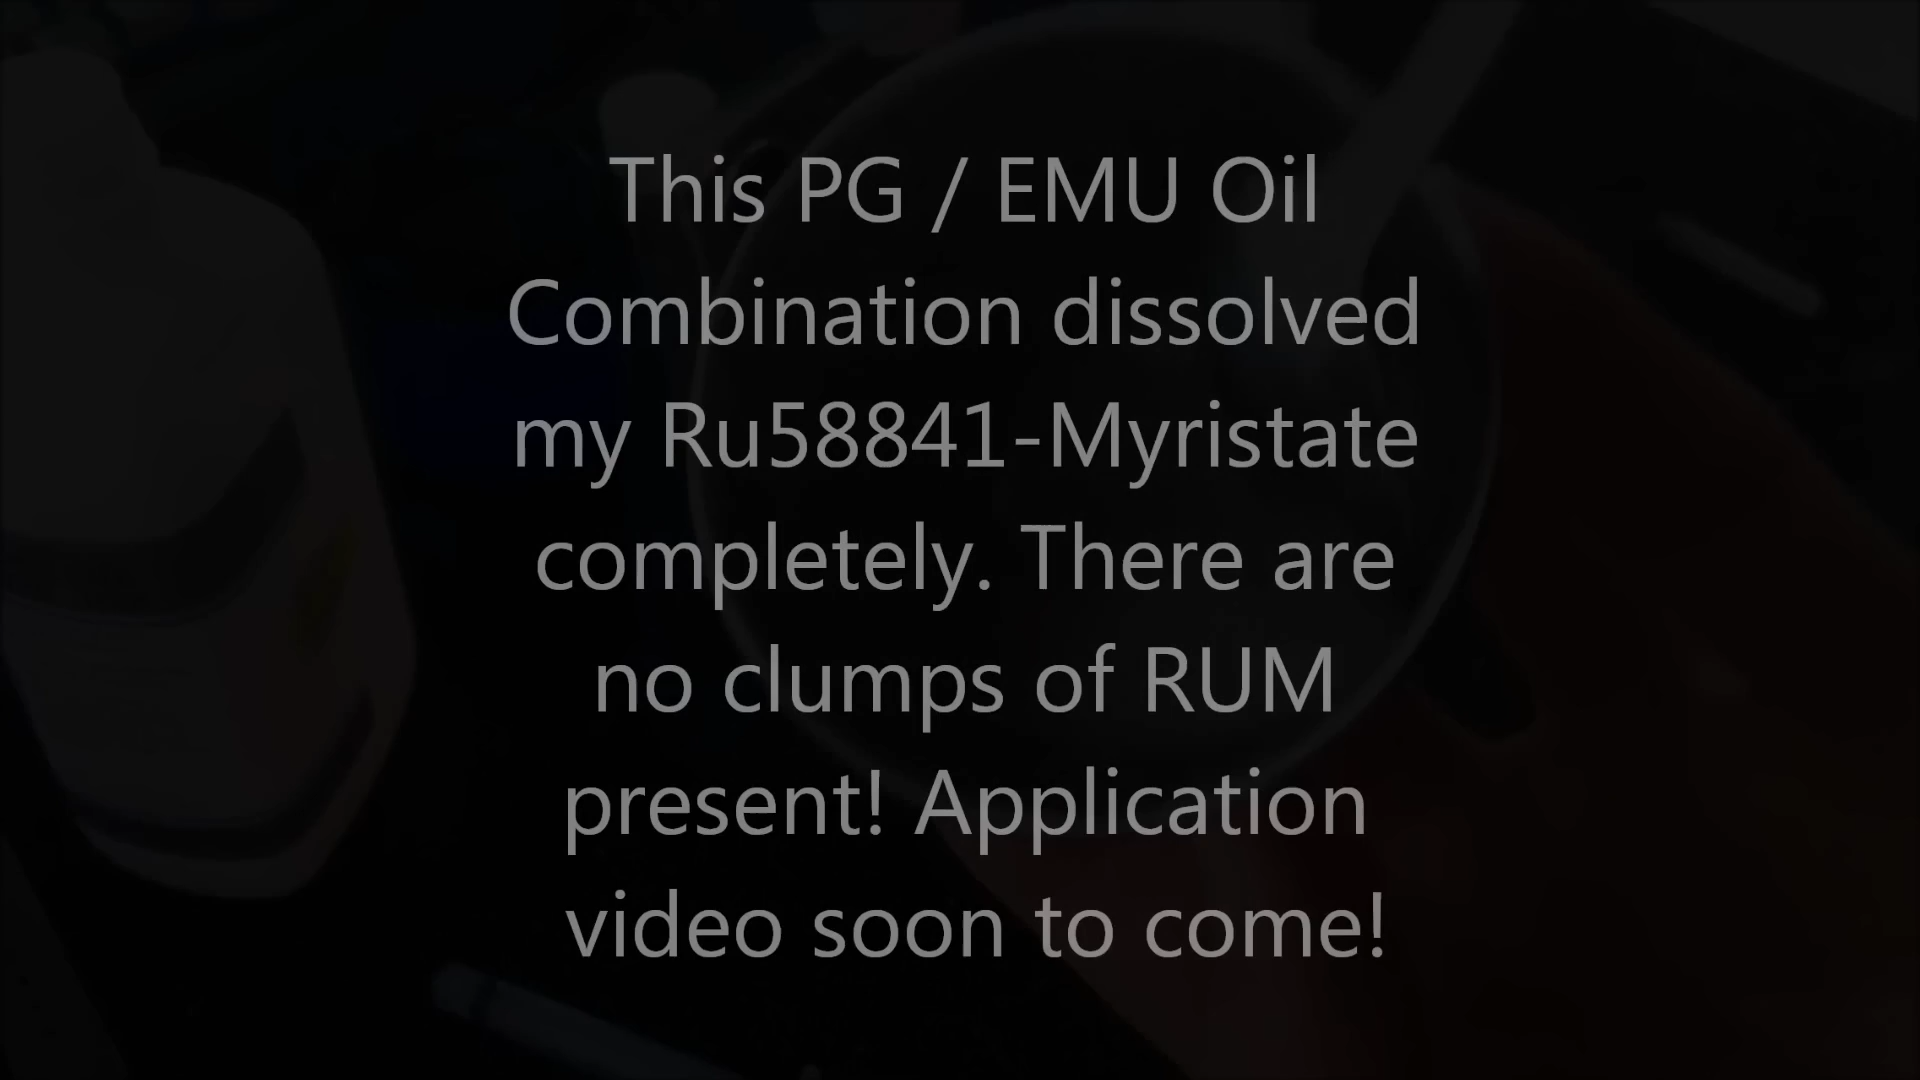 This PG / EMU Oil
Combination dissolved
my Ru58841-Myristate
completely. There are
no clumps of RUM
present! Application
video soon to come!